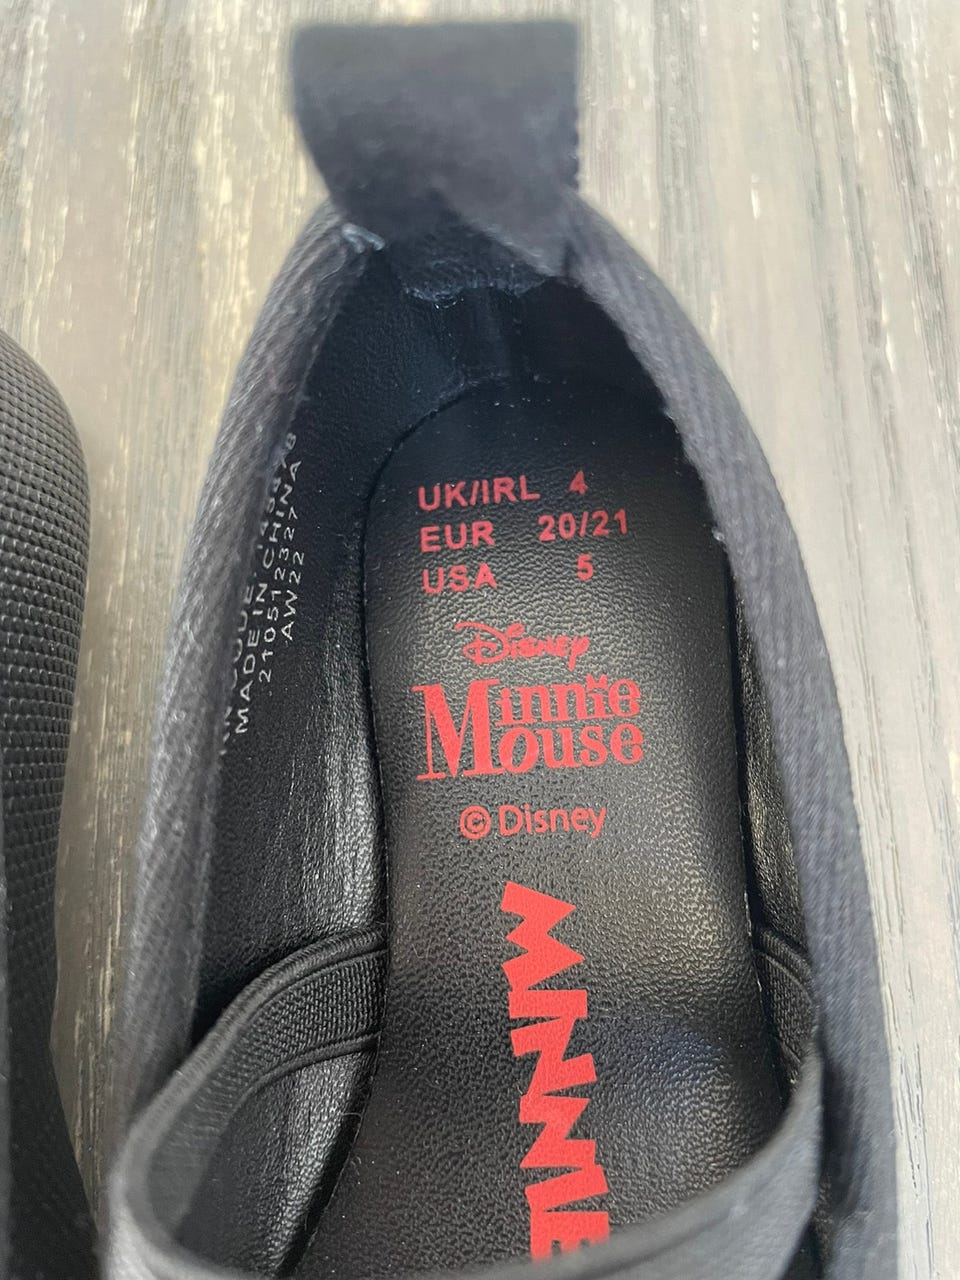 UK/IRL 4
EUR 20/21
USA 5
Disney
Minnie
Mouse
© Disney
MINNIE
MADE IN CHINA
AW22